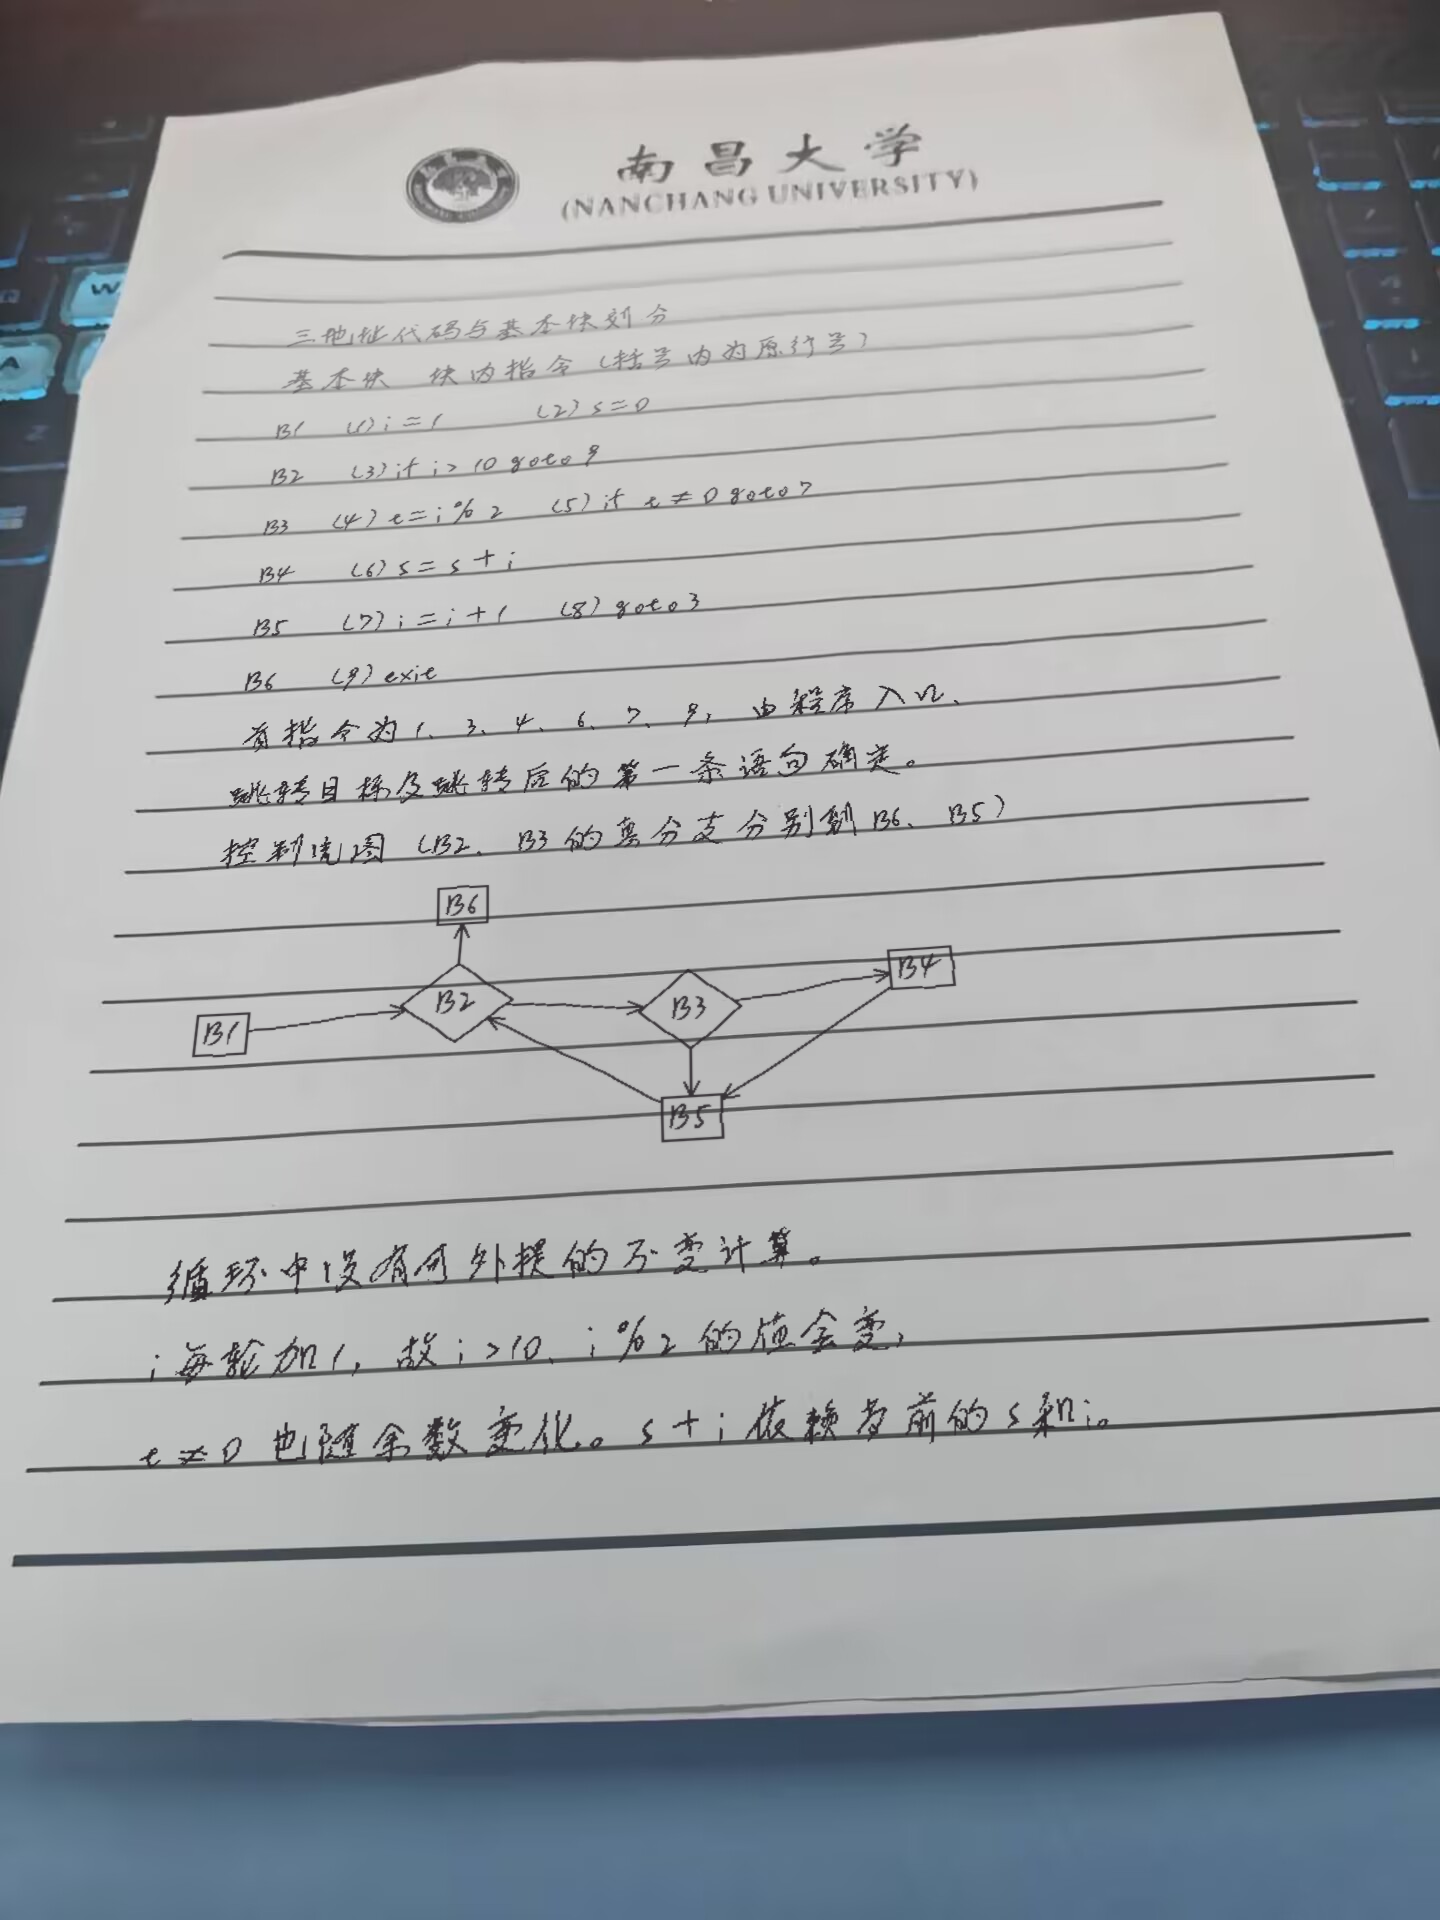 南昌大学
(NANCHANG UNIVERSITY)
三地址代码与基本块划分
基本块 块内指令(括号内为原行号)
B1 (1) i=1 (2) s=0
B2 (3) if i>10 goto 9
B3 (4) t=i%2 (5) if t≠0 goto 7
B4 (6) s=s+i
B5 (7) i=i+1 (8) goto 3
B6 (9) exit
首指令为1、3、4、6、7、9,由程序入口、
跳转目标及跳转后的第一条语句确定。
控制流图(B2、B3的真分支分别到B6、B5)
B6
B1 B2 B3 B4
B5
循环中没有可外提的不变计算。
i每轮加1,故i>10、i%2的值会变,
t≠0也随余数变化。s+i依赖当前的s和i。